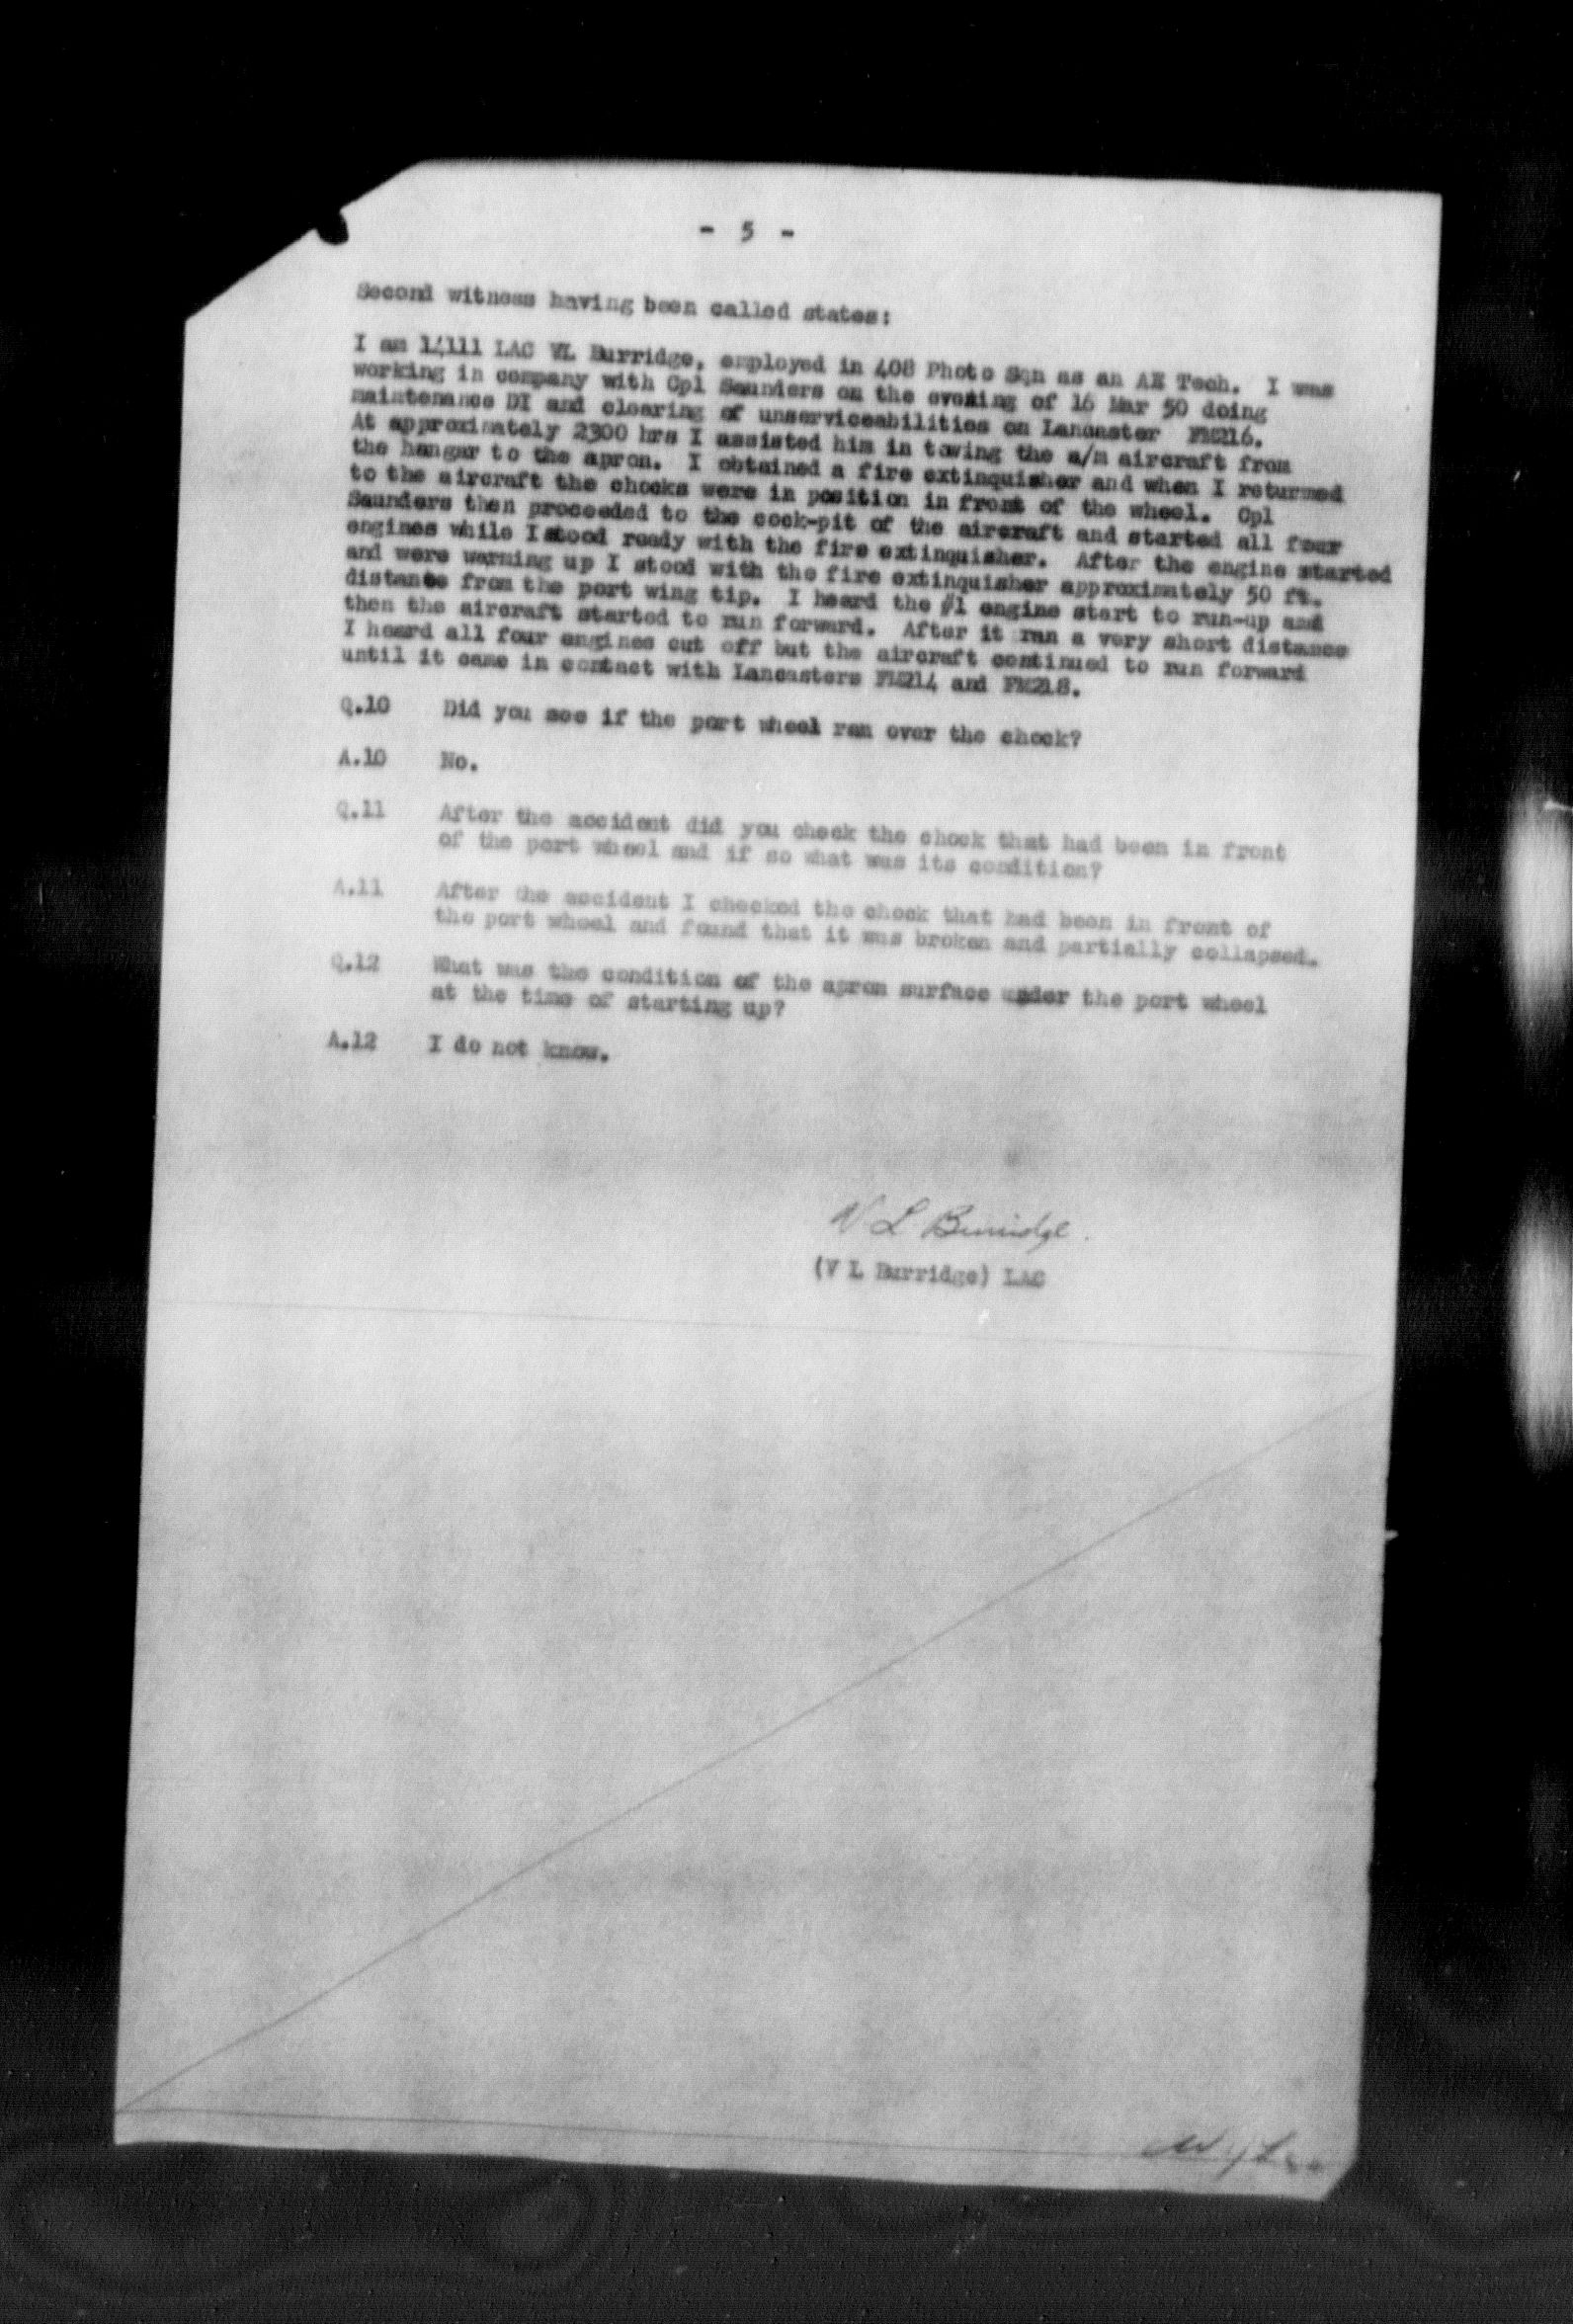 - 5 -
Second witness having been called states:
I am 14111 LAC VL Burridge, employed in 408 Photo Sqn as an AE Tech. I was
working in company with Cpl Saunders on the evening of 16 Mar 50 doing
maintenance DI and clearing of unserviceabilities on Lancaster FM216.
At approximately 2300 hrs I assisted him in towing the a/m aircraft from
the hangar to the apron. I obtained a fire extinquisher and when I returned
to the aircraft the chocks were in position in front of the wheel. Cpl
Saunders then proceeded to the cock-pit of the aircraft and started all four
engines while I stood ready with the fire extinquisher. After the engine started
and were warming up I stood with the fire extinquisher approximately 50 ft.
distance from the port wing tip. I heard the #1 engine start to run-up and
then the aircraft started to run forward. After it ran a very short distance
I heard all four engines cut off but the aircraft continued to run forward
until it came in contact with Lancasters FM214 and FM218.
Q.10 Did you see if the port wheel ran over the chock?
A.10 No.
Q.11 After the accident did you check the chock that had been in front
of the port wheel and if so what was its condition?
A.11 After the accident I checked the chock that had been in front of
the port wheel and found that it was broken and partially collapsed.
Q.12 What was the condition of the apron surface under the port wheel
at the time of starting up?
A.12 I do not know.
V L Burridge.
(V L Burridge) LAC